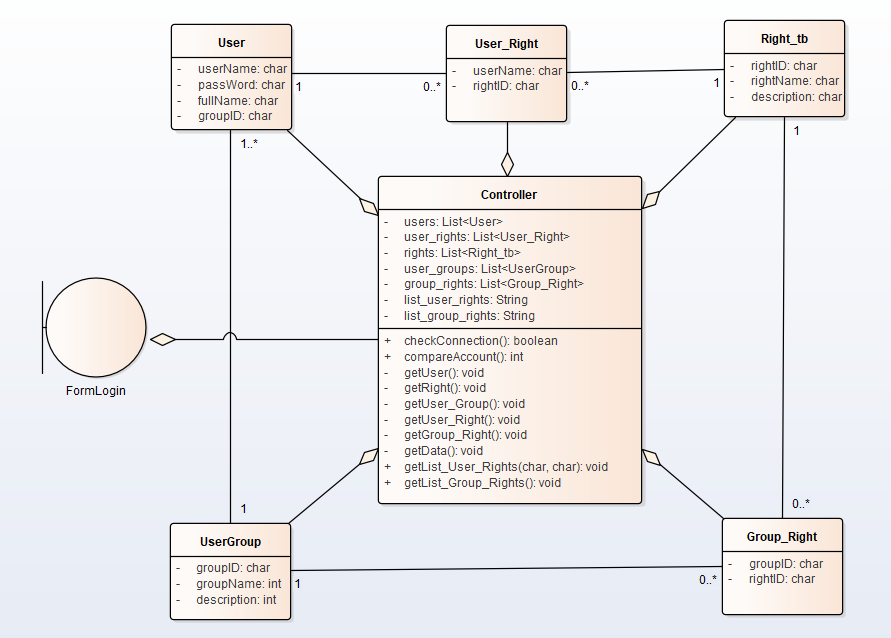 User
- userName: char
- passWord: char
- fullName: char
- groupID: char
User_Right
- userName: char
- rightID: char
Right_tb
- rightID: char
- rightName: char
- description: char
1
0..*
0..*
1
1..*
1
Controller
- users: List<User>
- user_rights: List<User_Right>
- rights: List<Right_tb>
- user_groups: List<UserGroup>
- group_rights: List<Group_Right>
- list_user_rights: String
- list_group_rights: String
+ checkConnection(): boolean
+ compareAccount(): int
- getUser(): void
- getRight(): void
- getUser_Group(): void
- getUser_Right(): void
- getGroup_Right(): void
- getData(): void
+ getList_User_Rights(char, char): void
+ getList_Group_Rights(): void
FormLogin
1
0..*
UserGroup
- groupID: char
- groupName: int
- description: int
1
0..*
Group_Right
- groupID: char
- rightID: char